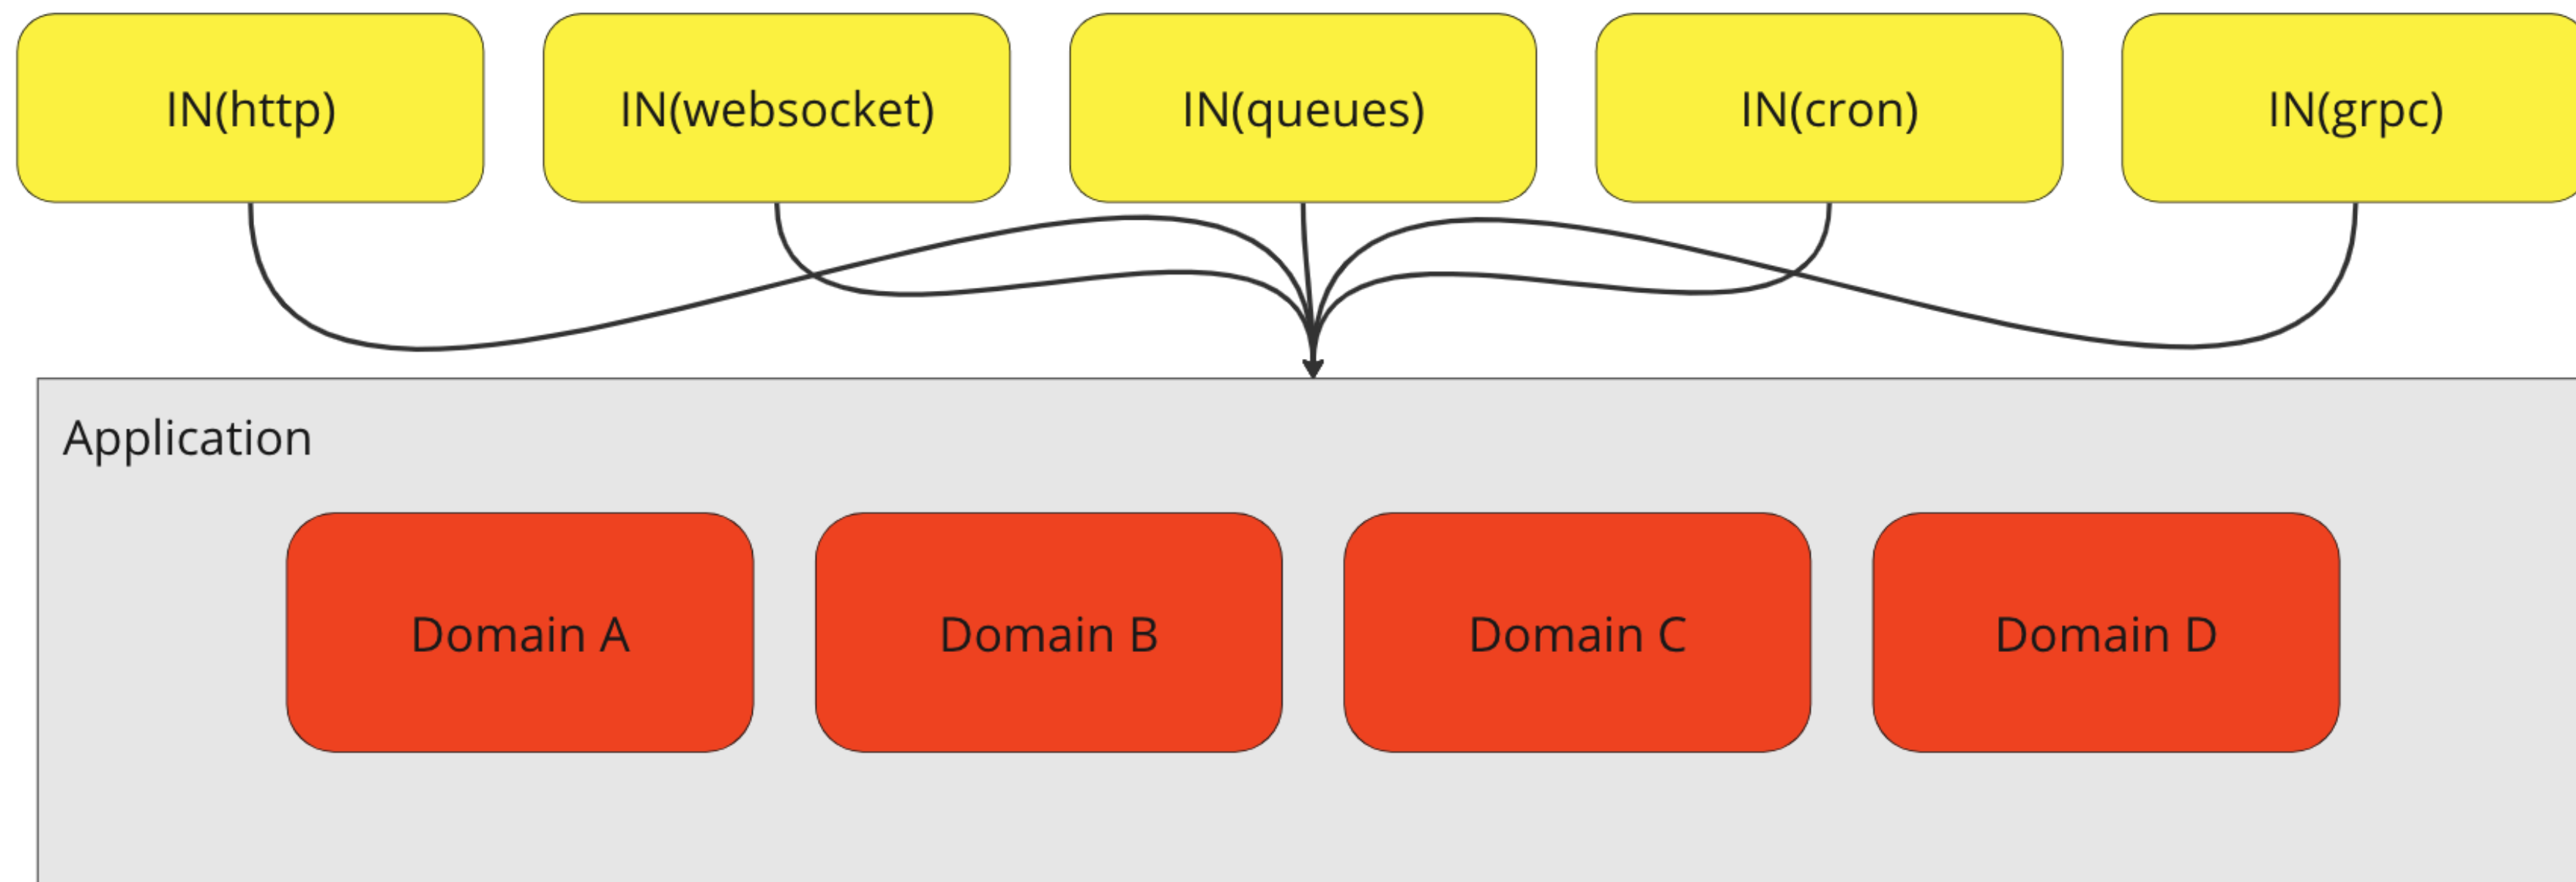 IN(http)
IN(websocket)
IN(queues)
IN(cron)
IN(grpc)
Application
Domain A
Domain B
Domain C
Domain D